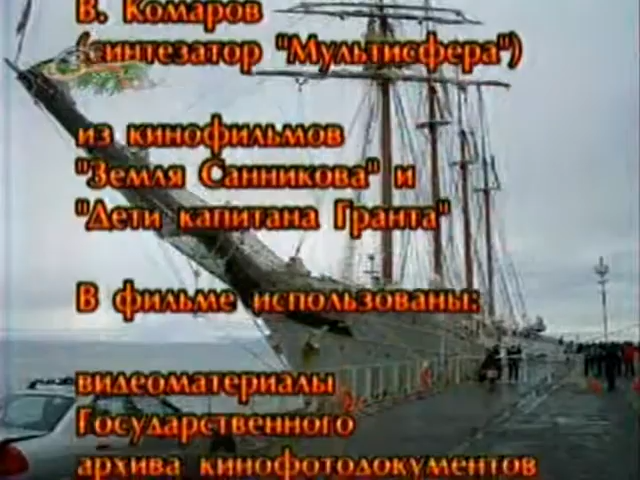 В. Комаров
(синтезатор "Мультисфера")
из кинофильмов
"Земля Санникова" и
"Дети капитана Гранта"
В фильме использованы:
видеоматериалы
Государственного
архива кинофотодокументов